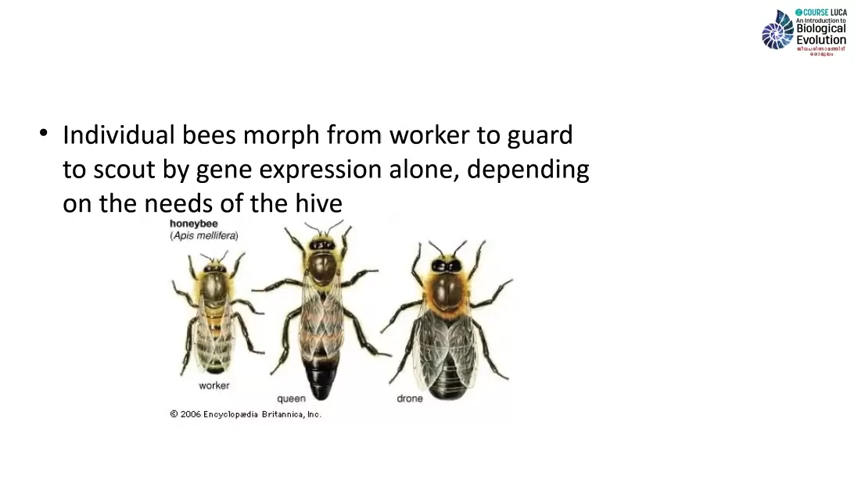 COURSE LUCA
An Introduction to
Biological
Evolution
• Individual bees morph from worker to guard
to scout by gene expression alone, depending
on the needs of the hive
honeybee
(Apis mellifera)
worker
queen
drone
© 2006 Encyclopædia Britannica, Inc.